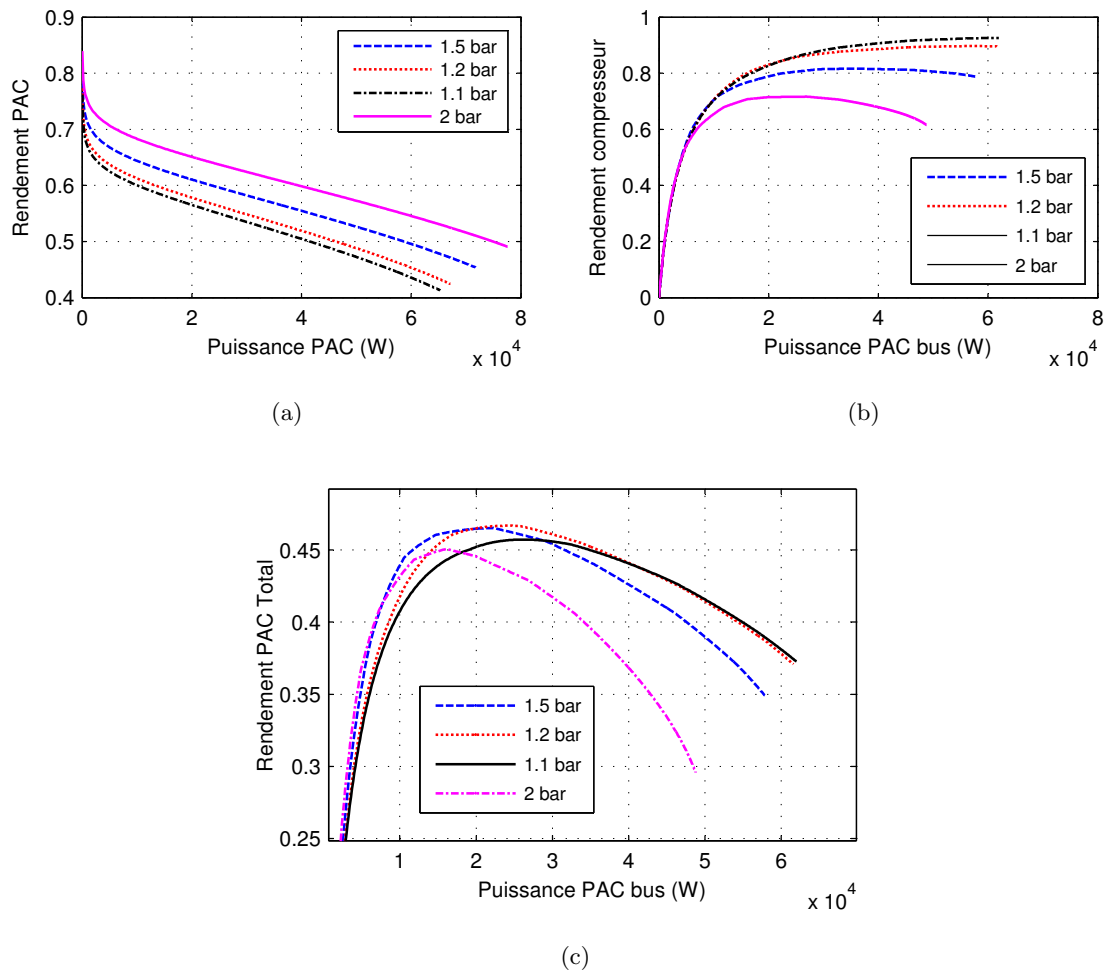 0.9
0.8
0.7
0.6
0.5
0.4
Rendement PAC
1.5 bar
1.2 bar
1.1 bar
2 bar
0 2 4 6 8
Puissance PAC (W)
x 10^4
(a)
1
0.8
0.6
0.4
0.2
0
Rendement compresseur
1.5 bar
1.2 bar
1.1 bar
2 bar
0 2 4 6 8
Puissance PAC bus (W)
x 10^4
(b)
0.45
0.4
0.35
0.3
0.25
Rendement PAC Total
1.5 bar
1.2 bar
1.1 bar
2 bar
1 2 3 4 5 6
Puissance PAC bus (W)
x 10^4
(c)